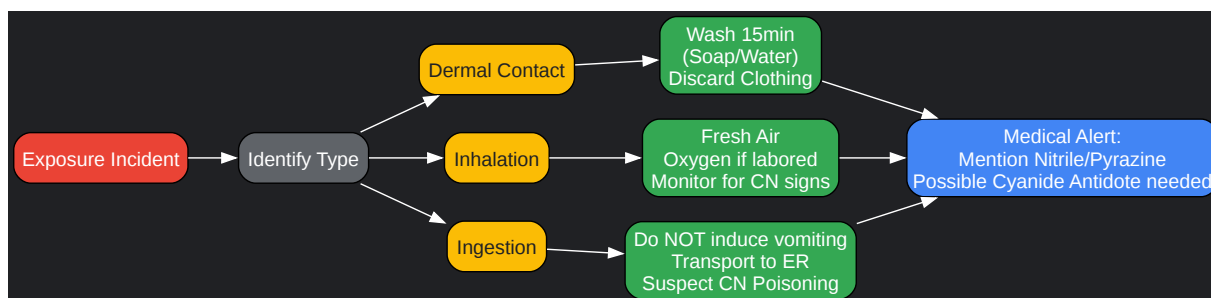 Exposure Incident
Identify Type
Dermal Contact
Wash 15min
(Soap/Water)
Discard Clothing
Inhalation
Fresh Air
Oxygen if labored
Monitor for CN signs
Ingestion
Do NOT induce vomiting
Transport to ER
Suspect CN Poisoning
Medical Alert:
Mention Nitrile/Pyrazine
Possible Cyanide Antidote needed